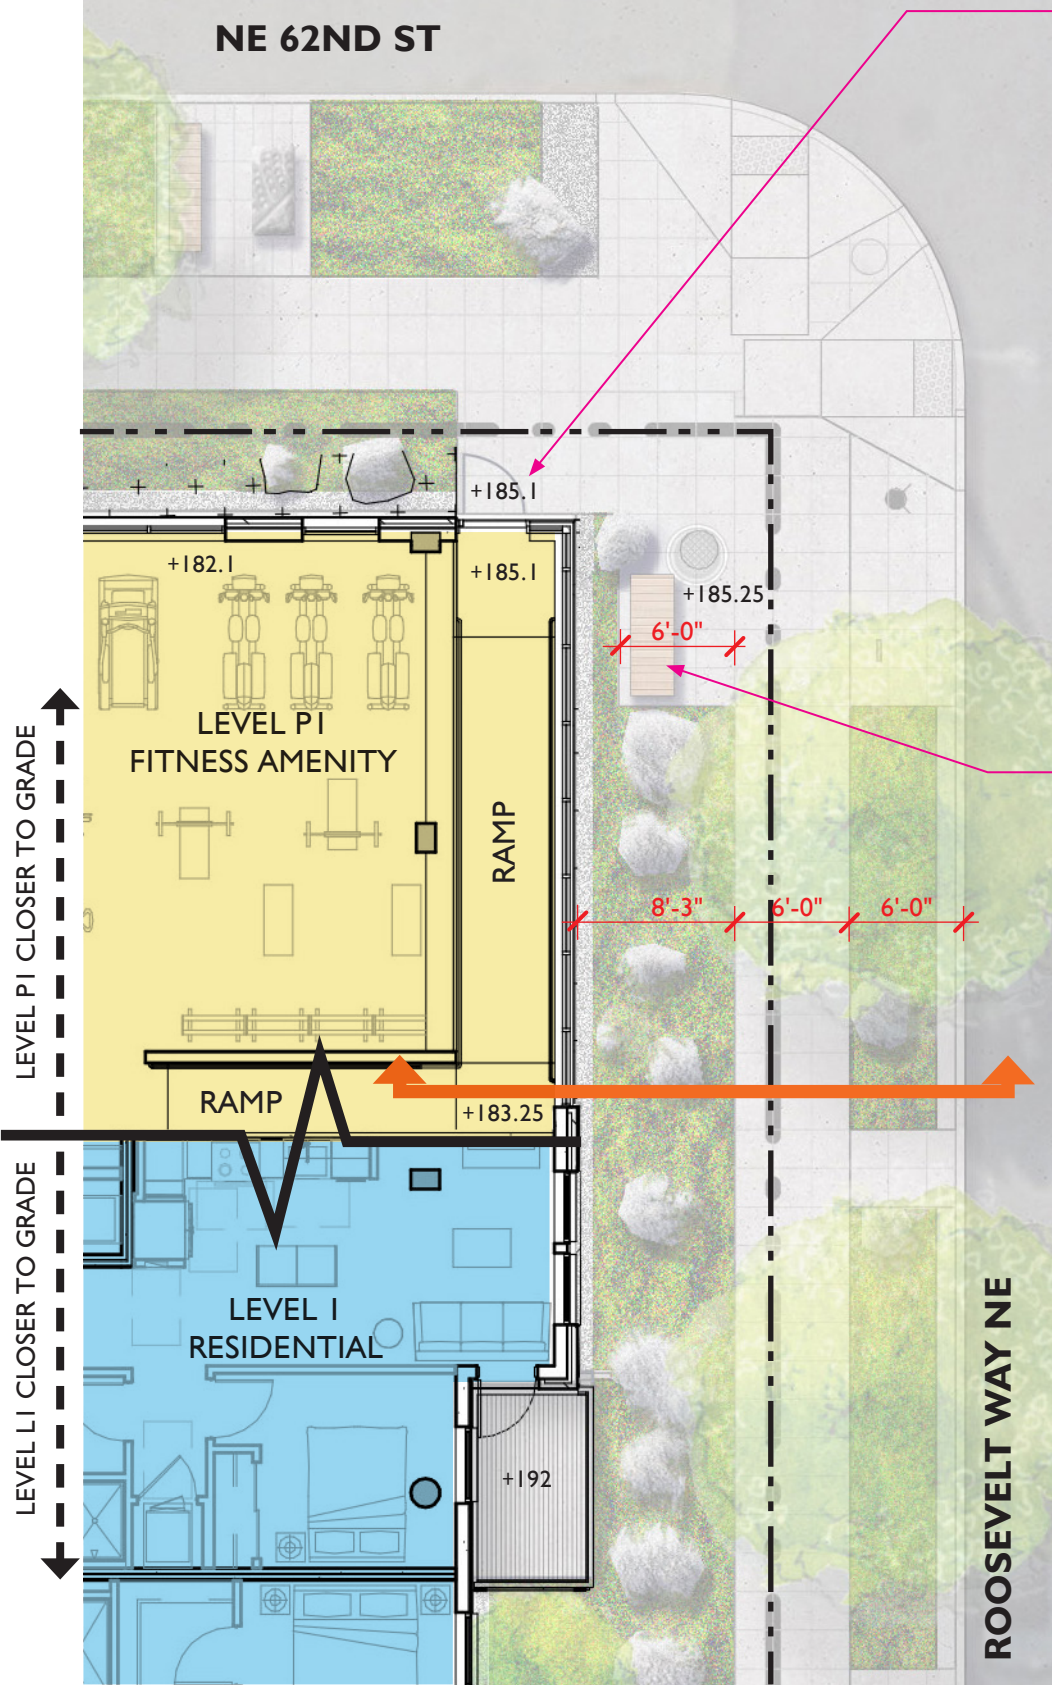 NE 62ND ST
+185.1
+182.1
+185.1
+185.25
6'-0"
LEVEL P1
FITNESS AMENITY
RAMP
LEVEL P1 CLOSER TO GRADE
8'-3"
6'-0"
6'-0"
RAMP
+183.25
LEVEL L1 CLOSER TO GRADE
LEVEL 1
RESIDENTIAL
+192
ROOSEVELT WAY NE